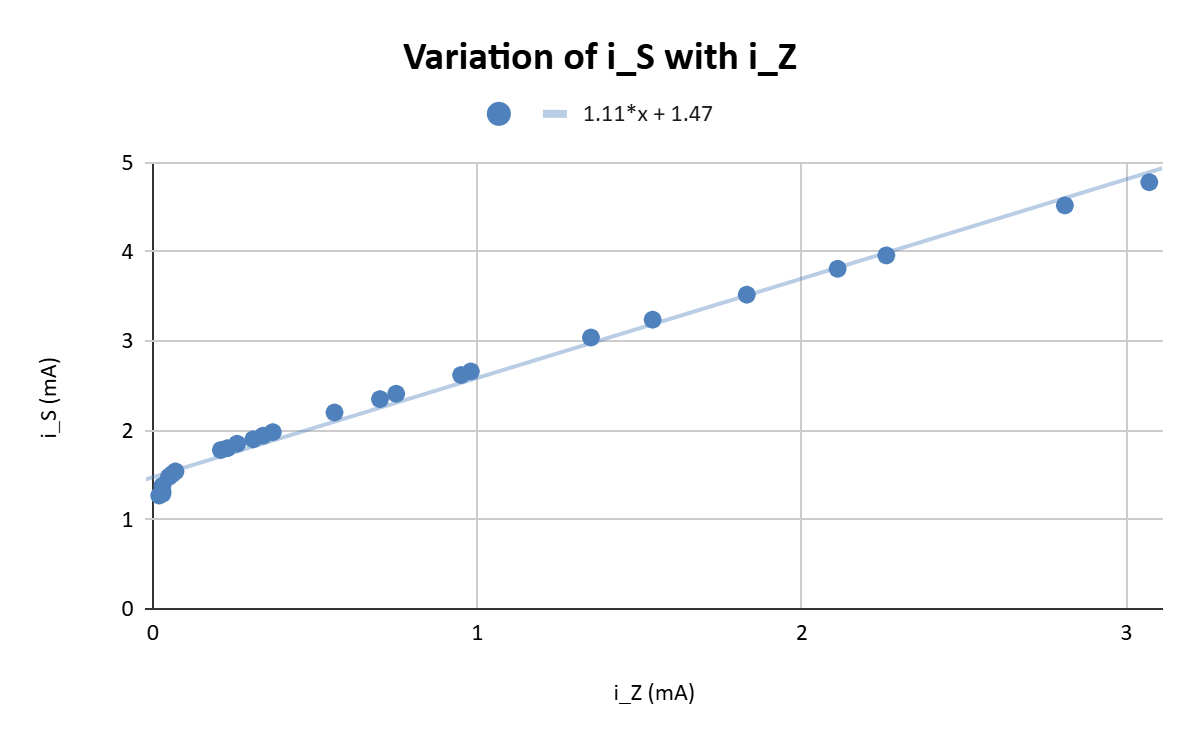 Variation of i_S with i_Z
1.11*x + 1.47
5
4
3
2
1
0
i_S (mA)
0 1 2 3
i_Z (mA)